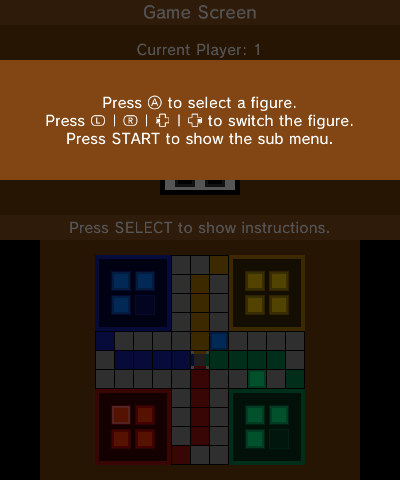 Game Screen
Current Player: 1
Press Ⓐ to select a figure.
Press Ⓛ | Ⓡ | | to switch the figure.
Press START to show the sub menu.
Press SELECT to show instructions.